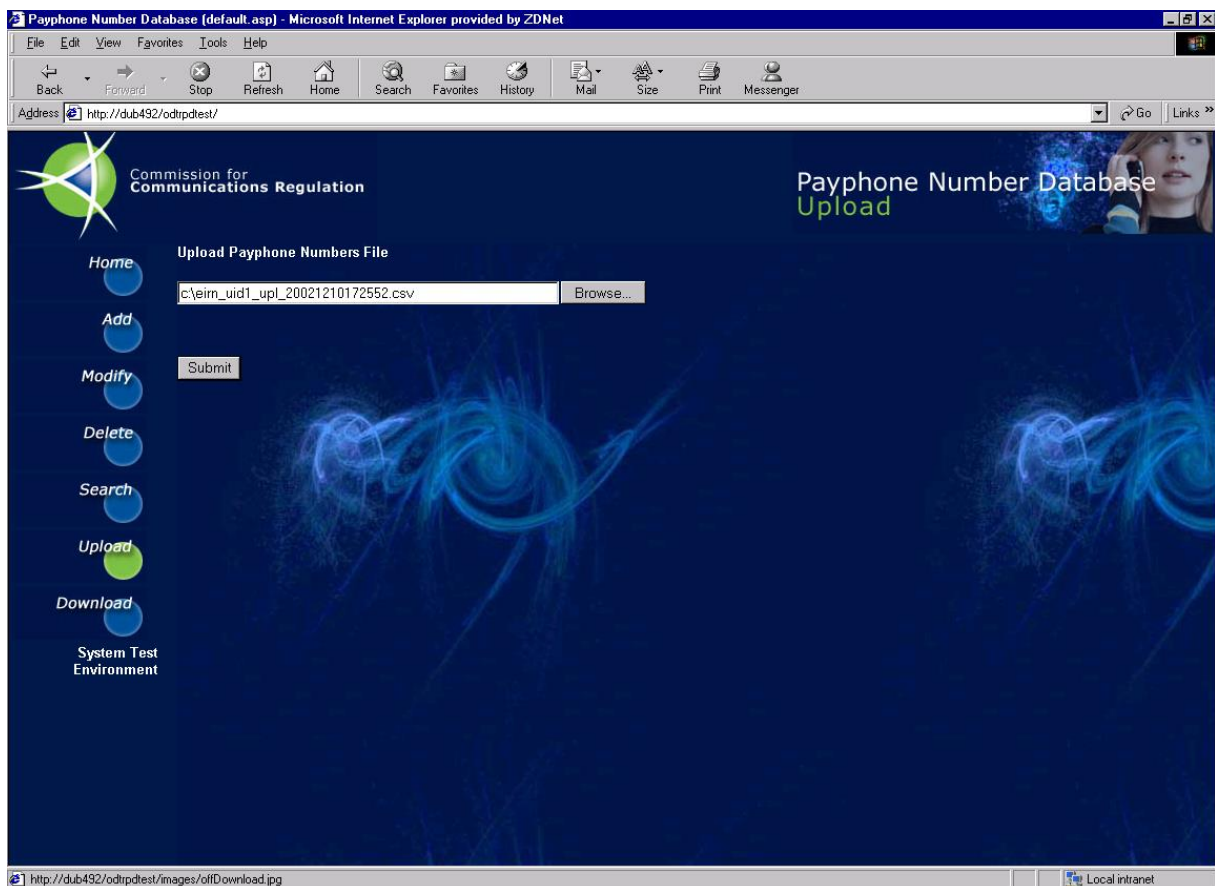 Payphone Number Database (default.asp) - Microsoft Internet Explorer provided by ZDNet
File Edit View Favorites Tools Help
Back Forward Stop Refresh Home Search Favorites History Mail Size Print Messenger
Address http://dub492/odtrpdtest/ Go Links »
Commission for
Communications Regulation
Payphone Number Database
Upload
Upload Payphone Numbers File
c:\eirn_uid1_upl_20021210172552.csv Browse...
Submit
Home
Add
Modify
Delete
Search
Upload
Download
System Test
Environment
http://dub492/odtrpdtest/images/offDownload.jpg Local intranet